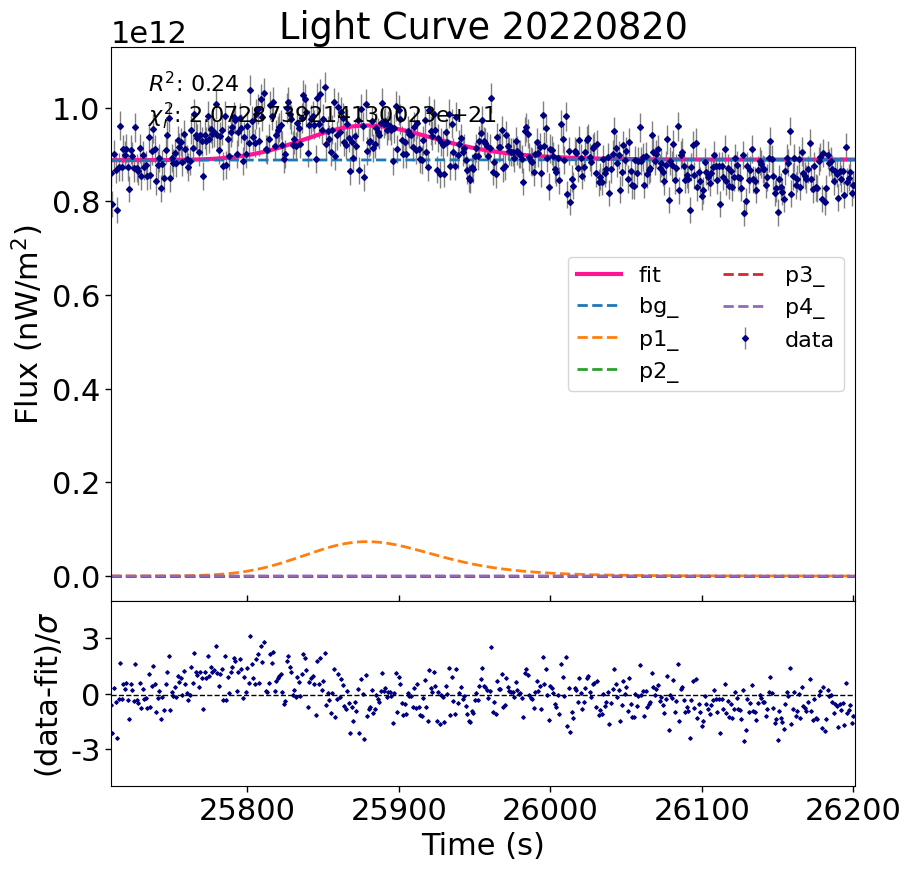 Light Curve 20220820
1e12
R²: 0.24
χ²: 2.0728739214130023e+21
1.0
0.8
0.6
0.4
0.2
0.0
Flux (nW/m²)
fit
bg_
p1_
p2_
p3_
p4_
data
3
0
-3
(data-fit)/σ
25800 25900 26000 26100 26200
Time (s)